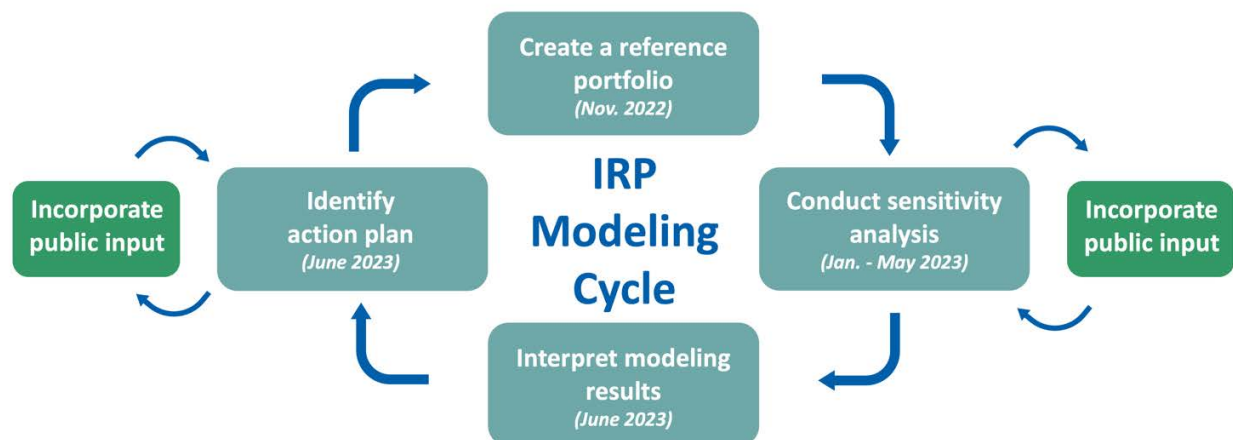 Create a reference
portfolio
(Nov. 2022)
Incorporate
public input
Identify
action plan
(June 2023)
IRP
Modeling
Cycle
Conduct sensitivity
analysis
(Jan. - May 2023)
Incorporate
public input
Interpret modeling
results
(June 2023)